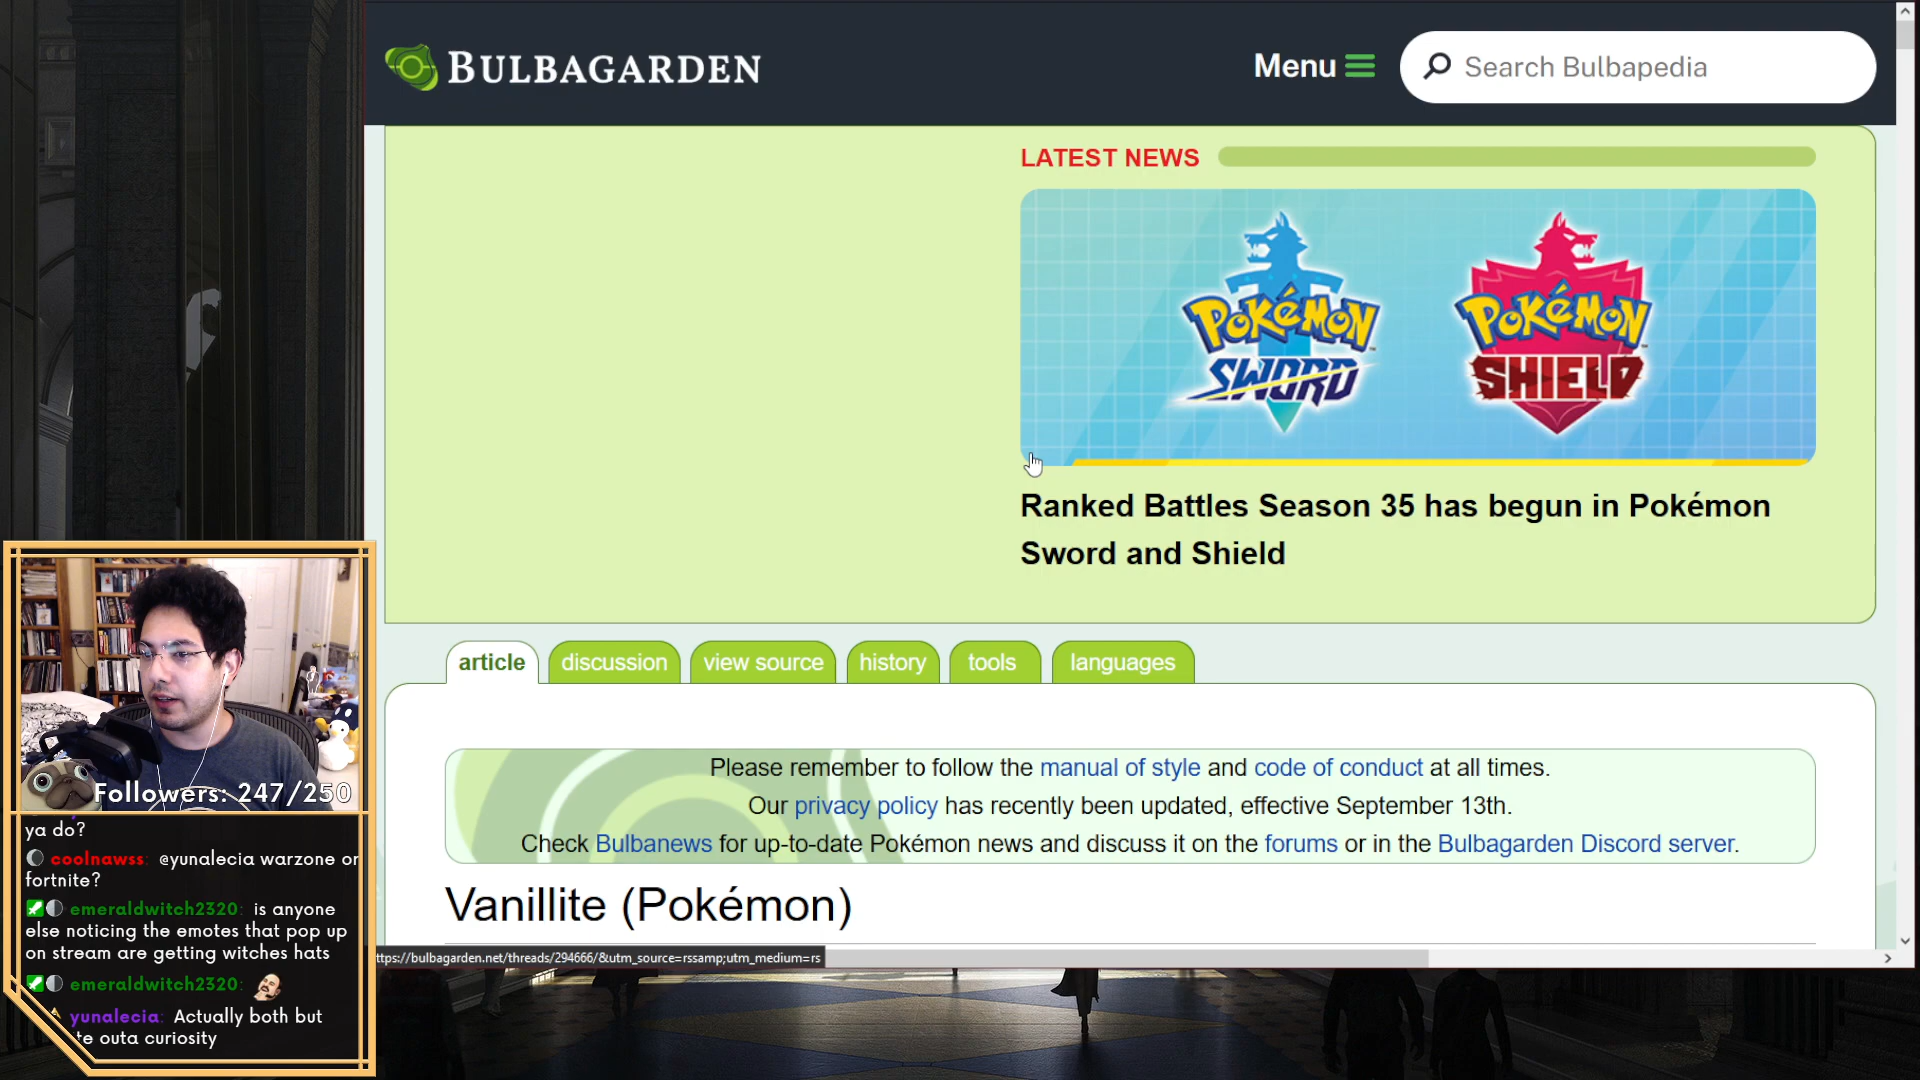 BULBAGARDEN
Menu
Search Bulbapedia
LATEST NEWS
POKéMON SWORD
POKéMON SHIELD
Ranked Battles Season 35 has begun in Pokémon
Sword and Shield
article
discussion
view source
history
tools
languages
Please remember to follow the manual of style and code of conduct at all times.
Our privacy policy has recently been updated, effective September 13th.
Check Bulbanews for up-to-date Pokémon news and discuss it on the forums or in the Bulbagarden Discord server.
Vanillite (Pokémon)
ttps://bulbagarden.net/threads/294666/&utm_source=rssamp;utm_medium=rs
Followers: 247/250
ya do?
coolnawss: @yunalecia warzone or
fortnite?
emeraldwitch2320: is anyone
else noticing the emotes that pop up
on stream are getting witches hats
emeraldwitch2320:
yunalecia: Actually both but
te outa curiosity